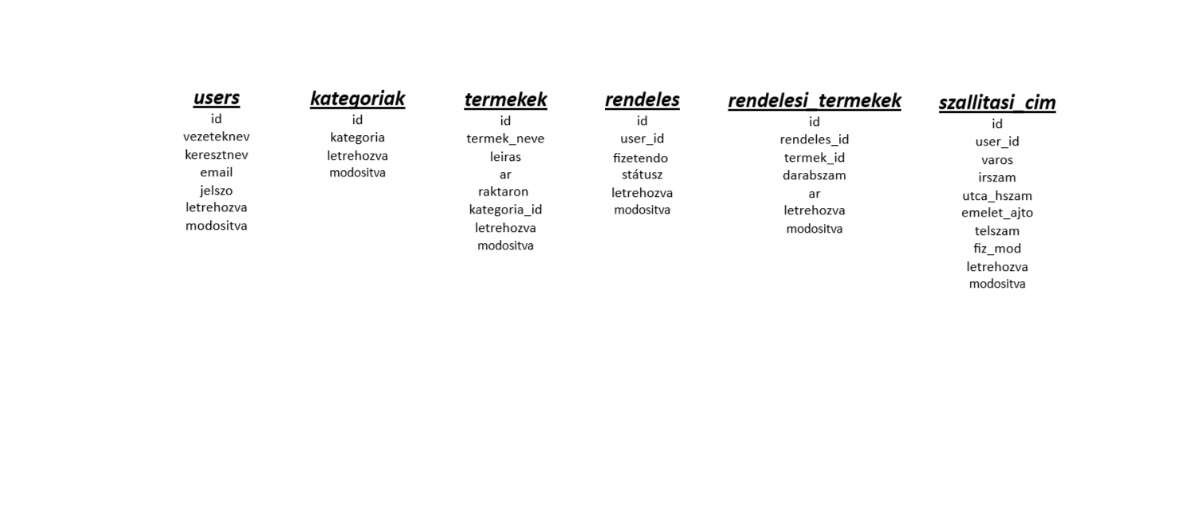 users
id
vezeteknev
keresztnev
email
jelszo
letrehozva
modositva
kategoriak
id
kategoria
letrehozva
modositva
termekek
id
termek_neve
leiras
ar
raktaron
kategoria_id
letrehozva
modositva
rendeles
id
user_id
fizetendo
státusz
letrehozva
modositva
rendelesi_termekek
id
rendeles_id
termek_id
darabszam
ar
letrehozva
modositva
szallitasi_cim
id
user_id
varos
irszam
utca_hszam
emelet_ajto
telszam
fiz_mod
letrehozva
modositva